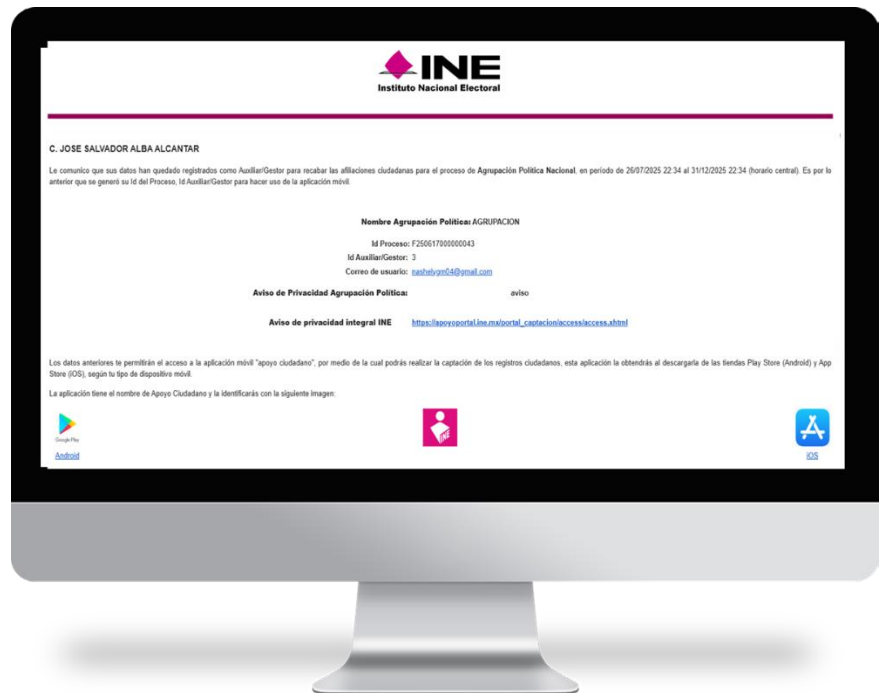 INE
Instituto Nacional Electoral
C. JOSE SALVADOR ALBA ALCANTAR
Le comunico que sus datos han quedado registrados como Auxiliar/Gestor para recabar las afiliaciones ciudadanas para el proceso de Agrupación Política Nacional, en período de 26/07/2025 22:34 al 31/12/2025 22:34 (horario central). Es por lo
anterior que se generó su Id del Proceso, Id Auxiliar/Gestor para hacer uso de la aplicación móvil.
Nombre Agrupación Política: AGRUPACION
Id Proceso: F250617000000043
Id Auxiliar/Gestor: 3
Correo de usuario: nashelygm04@gmail.com
Aviso de Privacidad Agrupación Política: aviso
Aviso de privacidad integral INE https://apoyoportal.ine.mx/portal_captacion/access/access.xhtml
Los datos anteriores te permitirán el acceso a la aplicación móvil "apoyo ciudadano", por medio de la cual podrás realizar la captación de los registros ciudadanos, esta aplicación la obtendrás al descargarla de las tiendas Play Store (Android) y App
Store (iOS), según tu tipo de dispositivo móvil.
La aplicación tiene el nombre de Apoyo Ciudadano y la identificarás con la siguiente imagen:
Google Play
INE
Android
iOS